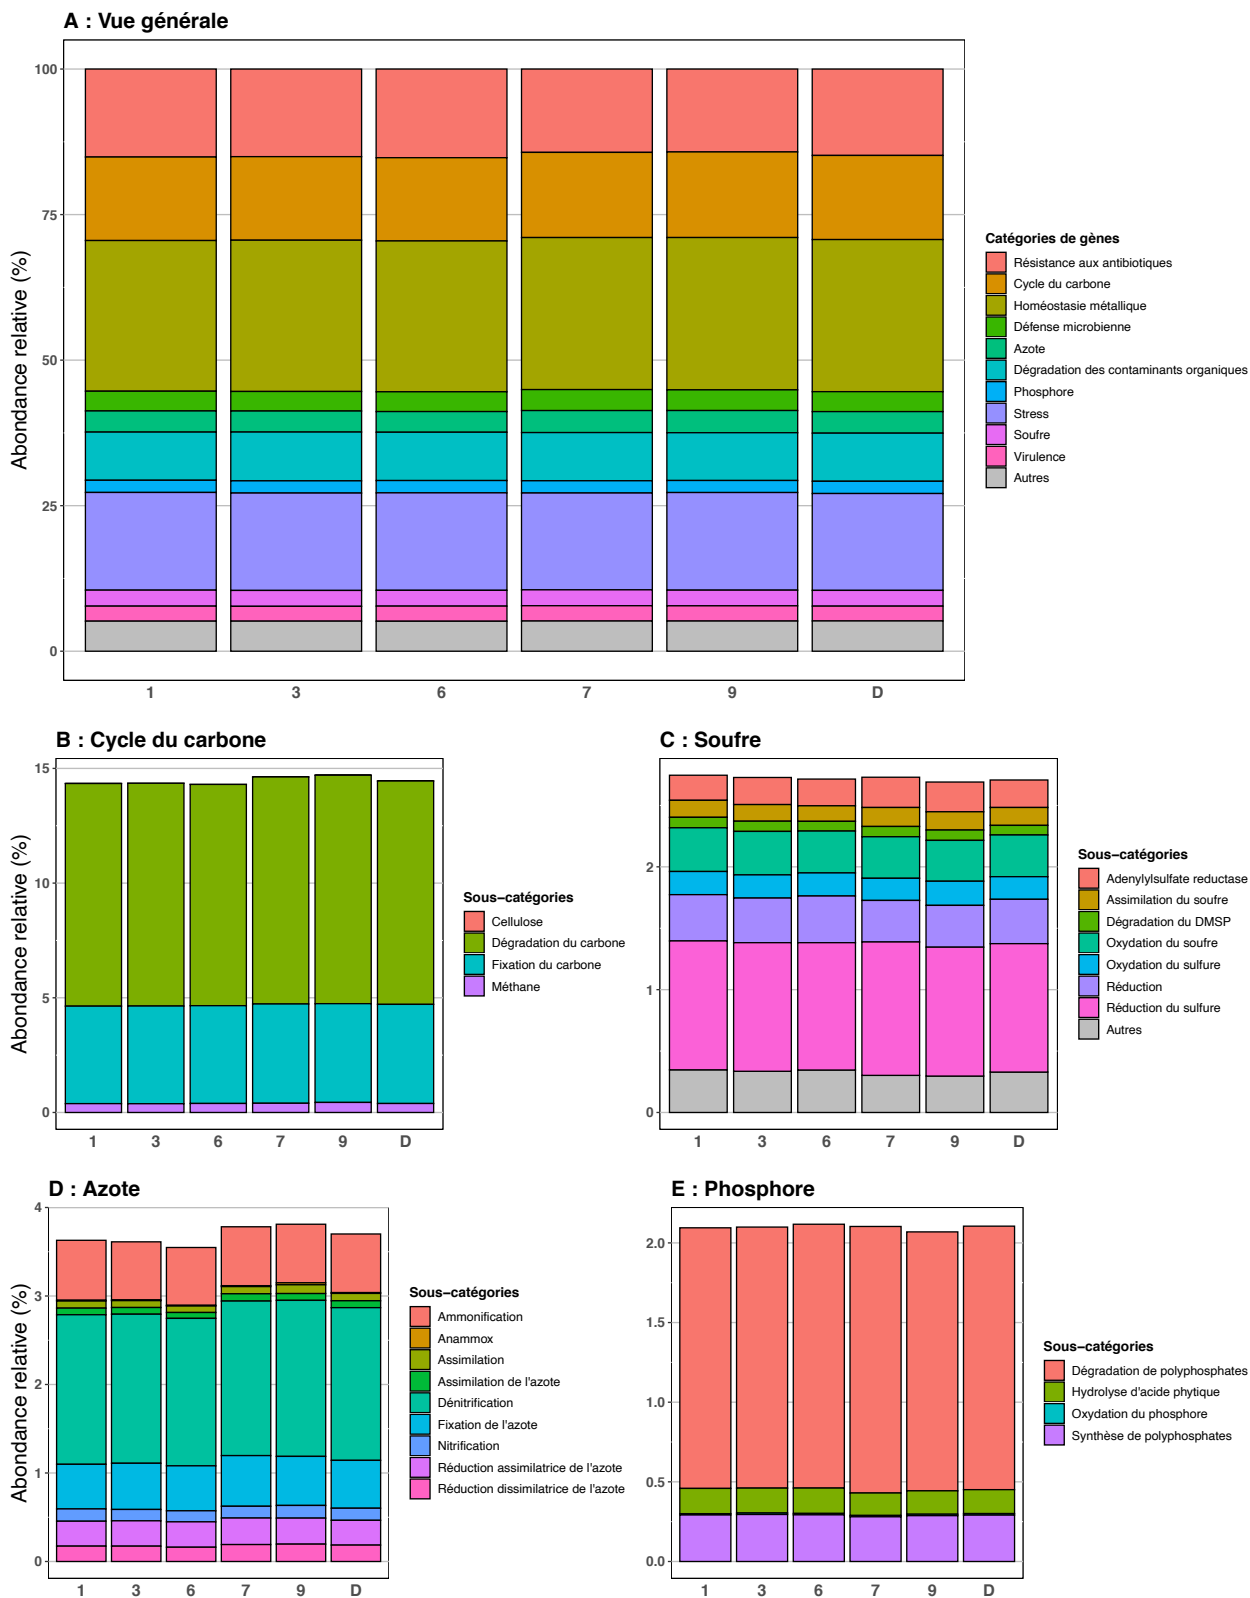 A : Vue générale
Abondance relative (%)
100
75
50
25
0
1 3 6 7 9 D
Catégories de gènes
Résistance aux antibiotiques
Cycle du carbone
Homéostasie métallique
Défense microbienne
Azote
Dégradation des contaminants organiques
Phosphore
Stress
Soufre
Virulence
Autres
B : Cycle du carbone
Abondance relative (%)
15
10
5
0
1 3 6 7 9 D
Sous−catégories
Cellulose
Dégradation du carbone
Fixation du carbone
Méthane
C : Soufre
2
1
0
1 3 6 7 9 D
Sous−catégories
Adenylylsulfate reductase
Assimilation du soufre
Dégradation du DMSP
Oxydation du soufre
Oxydation du sulfure
Réduction
Réduction du sulfure
Autres
D : Azote
Abondance relative (%)
4
3
2
1
0
1 3 6 7 9 D
Sous−catégories
Ammonification
Anammox
Assimilation
Assimilation de l'azote
Dénitrification
Fixation de l'azote
Nitrification
Réduction assimilatrice de l'azote
Réduction dissimilatrice de l'azote
E : Phosphore
2.0
1.5
1.0
0.5
0.0
1 3 6 7 9 D
Sous−catégories
Dégradation de polyphosphates
Hydrolyse d'acide phytique
Oxydation du phosphore
Synthèse de polyphosphates